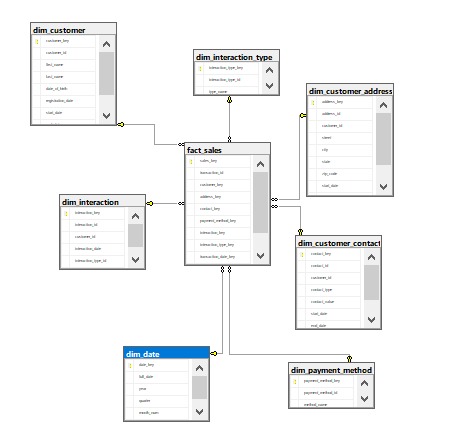 dim_customer
customer_key
customer_id
first_name
last_name
date_of_birth
registration_date
start_date
dim_interaction_type
interaction_type_key
interaction_type_id
type_name
dim_customer_address
address_key
address_id
customer_id
street
city
state
zip_code
start_date
fact_sales
sales_key
transaction_id
customer_key
address_key
contact_key
payment_method_key
interaction_key
interaction_type_key
transaction_date_key
dim_interaction
interaction_key
interaction_id
customer_id
interaction_date
interaction_type_id
dim_customer_contact
contact_key
contact_id
customer_id
contact_type
contact_value
start_date
end_date
dim_date
date_key
full_date
year
quarter
month_num
dim_payment_method
payment_method_key
payment_method_id
method_name